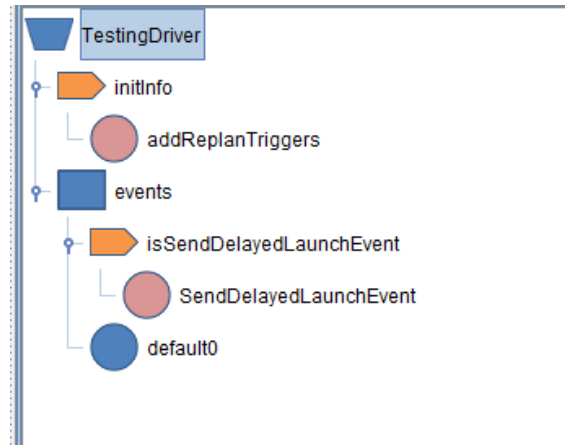 TestingDriver
initInfo
addReplanTriggers
events
isSendDelayedLaunchEvent
SendDelayedLaunchEvent
default0